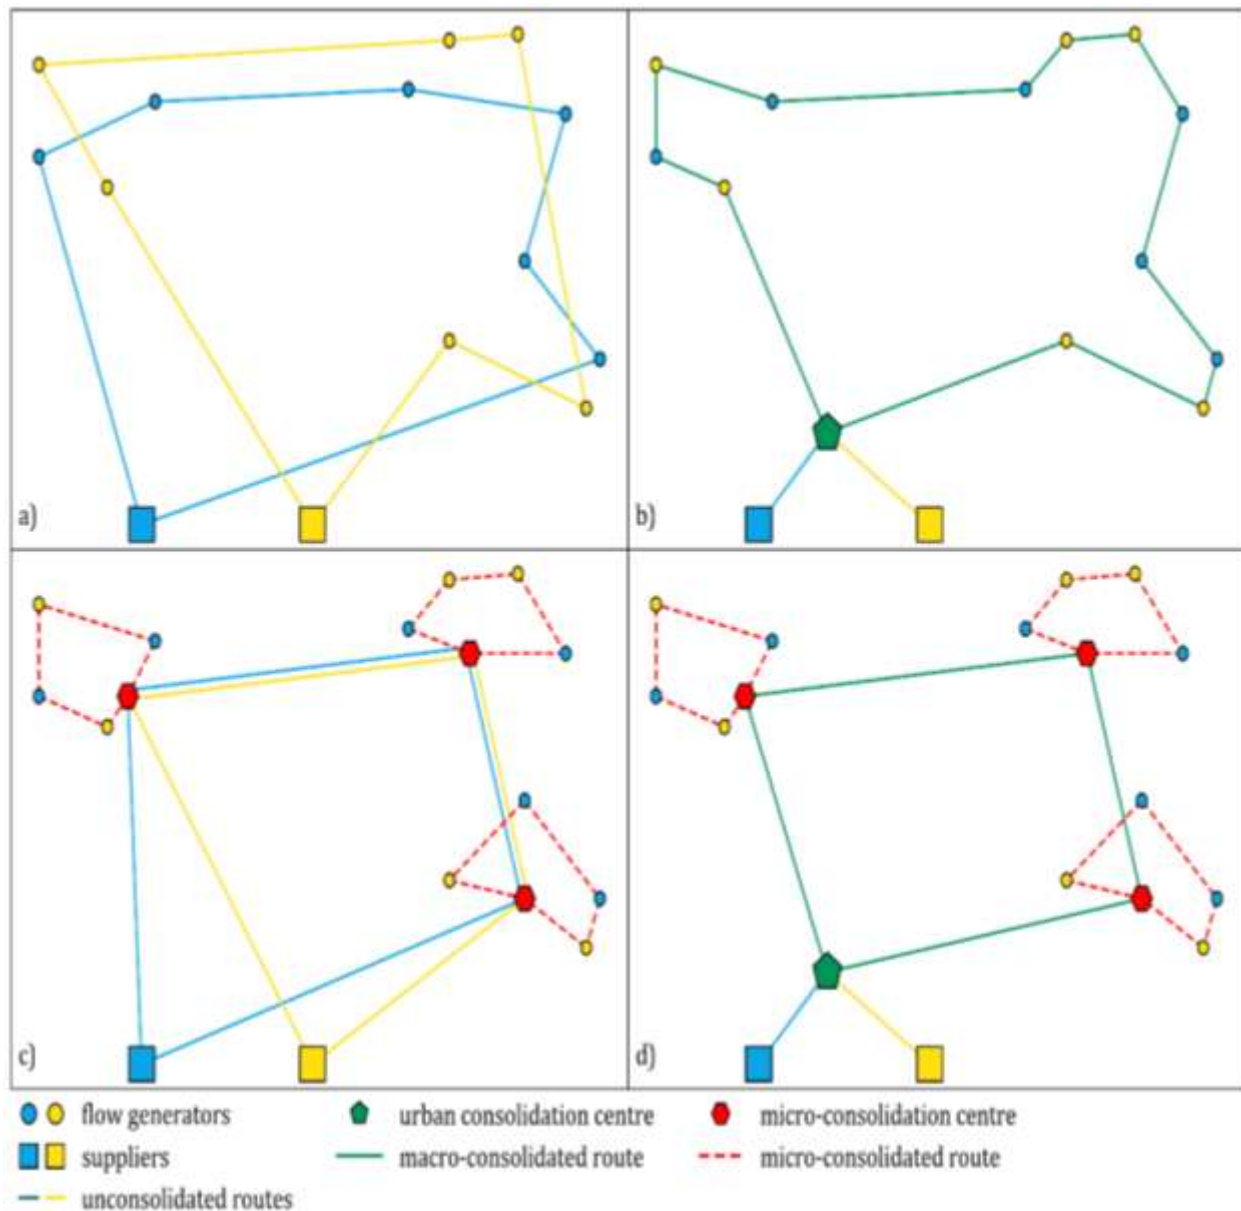 a)
b)
c)
d)
flow generators
urban consolidation centre
micro-consolidation centre
suppliers
macro-consolidated route
micro-consolidated route
unconsolidated routes